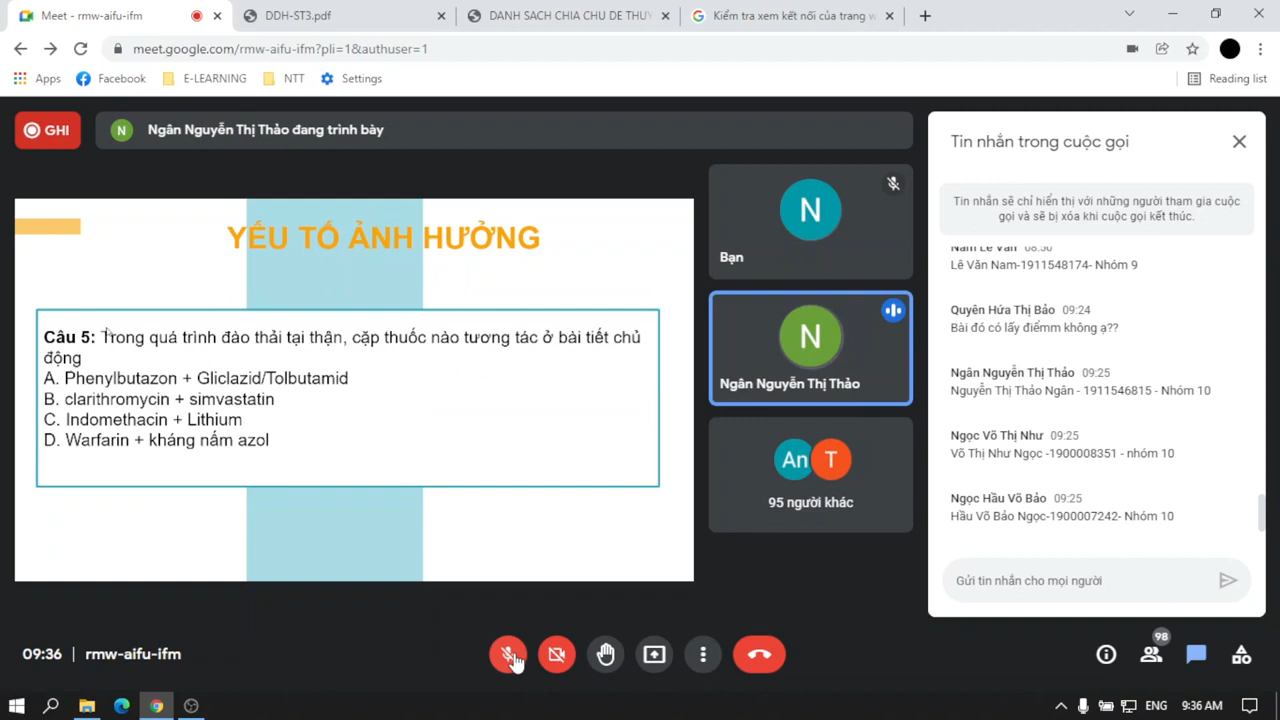 Meet - rmw-aifu-ifm
DDH-ST3.pdf
DANH SACH CHIA CHU DE THUY
Kiểm tra xem kết nối của trang w
meet.google.com/rmw-aifu-ifm?pli=1&authuser=1
Apps
Facebook
E-LEARNING
NTT
Settings
Reading list
GHI
N
Ngân Nguyễn Thị Thảo đang trình bày
YẾU TỐ ẢNH HƯỞNG
Câu 5: Trong quá trình đào thải tại thận, cặp thuốc nào tương tác ở bài tiết chủ
động
A. Phenylbutazon + Gliclazid/Tolbutamid
B. clarithromycin + simvastatin
C. Indomethacin + Lithium
D. Warfarin + kháng nấm azol
N
Bạn
N
Ngân Nguyễn Thị Thảo
An
T
95 người khác
Tin nhắn trong cuộc gọi
Tin nhắn sẽ chỉ hiển thị với những người tham gia cuộc
gọi và sẽ bị xóa khi cuộc gọi kết thúc.
Nam Lê Văn 08:50
Lê Văn Nam-1911548174- Nhóm 9
Quyên Hứa Thị Bảo 09:24
Bài đó có lấy điểmm không ạ??
Ngân Nguyễn Thị Thảo 09:25
Nguyễn Thị Thảo Ngân - 1911546815 - Nhóm 10
Ngọc Võ Thị Như 09:25
Võ Thị Như Ngọc -1900008351 - nhóm 10
Ngọc Hầu Võ Bảo 09:25
Hầu Võ Bảo Ngọc-1900007242- Nhóm 10
Gửi tin nhắn cho mọi người
09:36 | rmw-aifu-ifm
98
ENG
9:36 AM